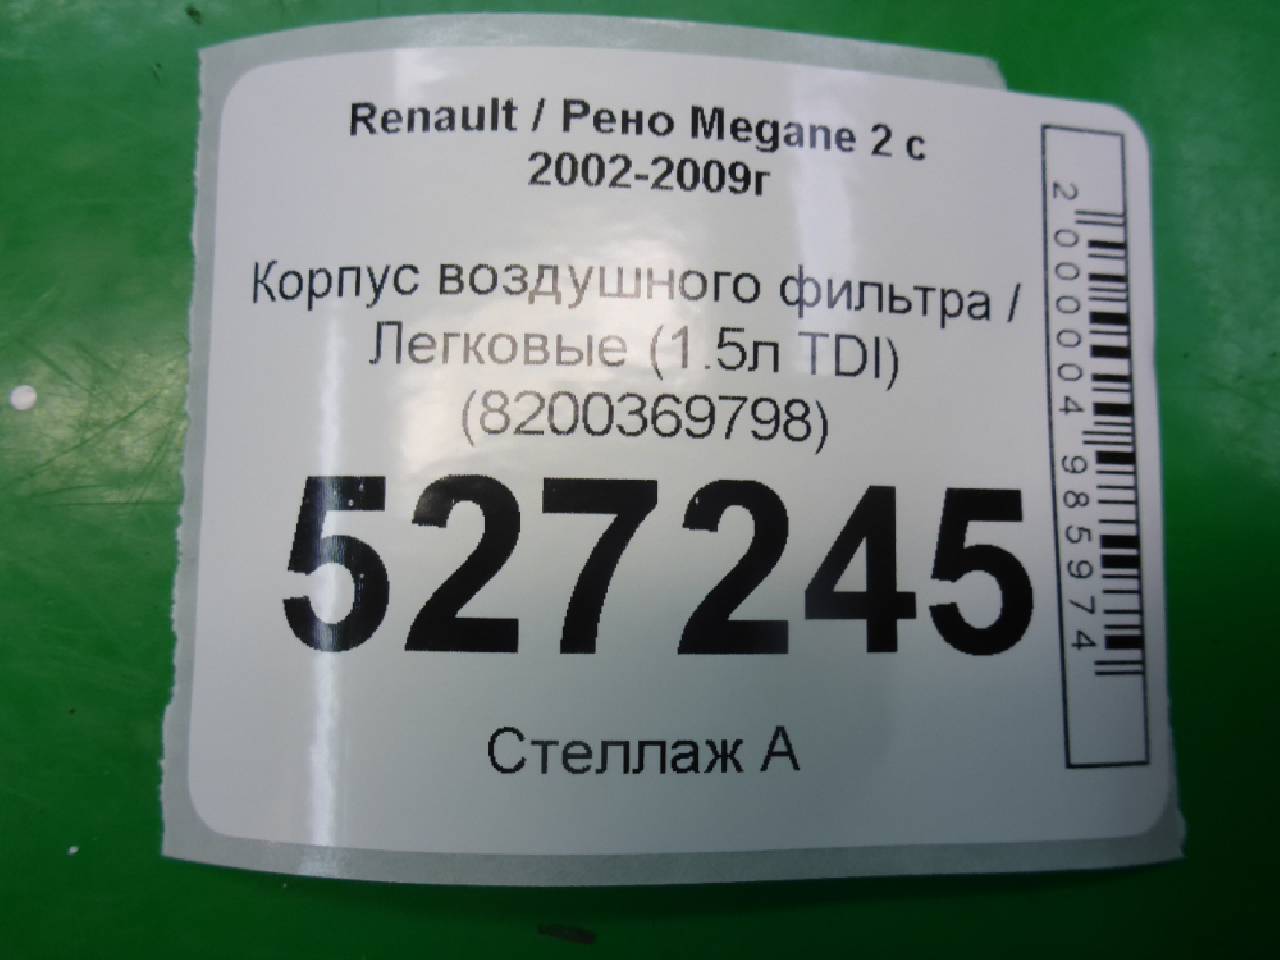 Renault / Рено Megane 2 с
2002-2009г
Корпус воздушного фильтра /
Легковые (1.5л TDI)
(8200369798)
527245
Стеллаж А
2000004985974